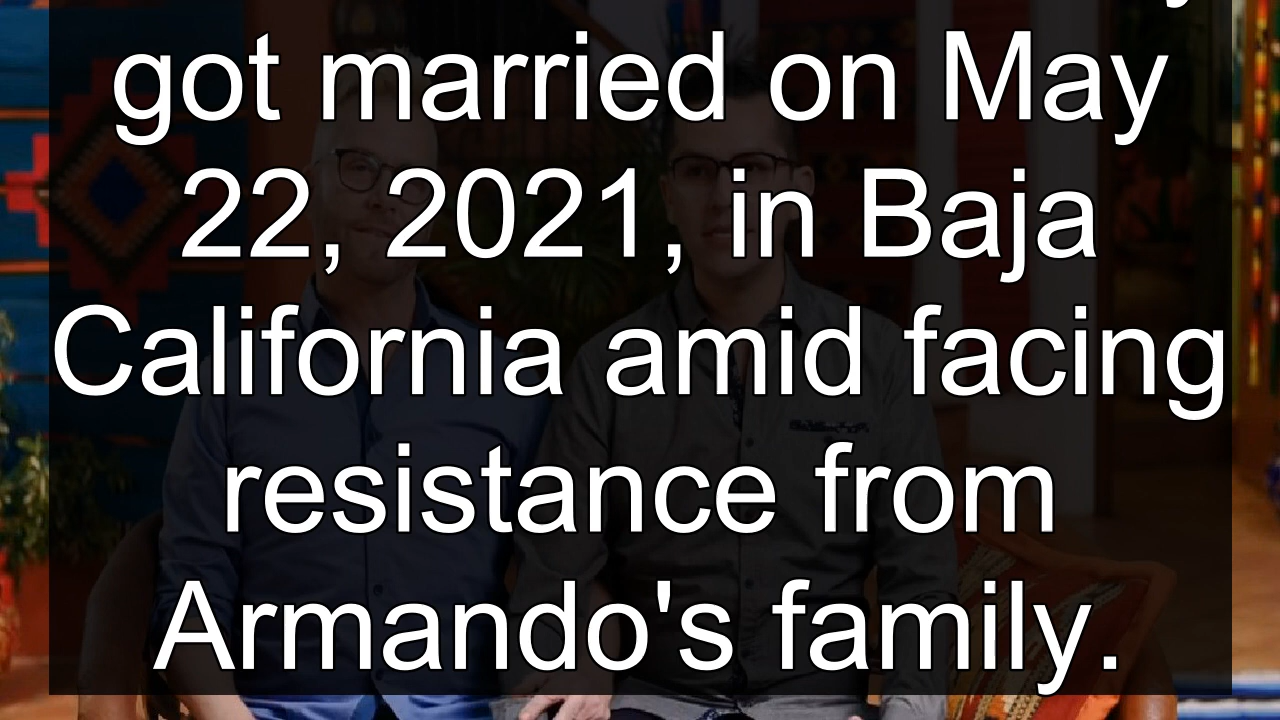 got married on May
22, 2021, in Baja
California amid facing
resistance from
Armando's family.